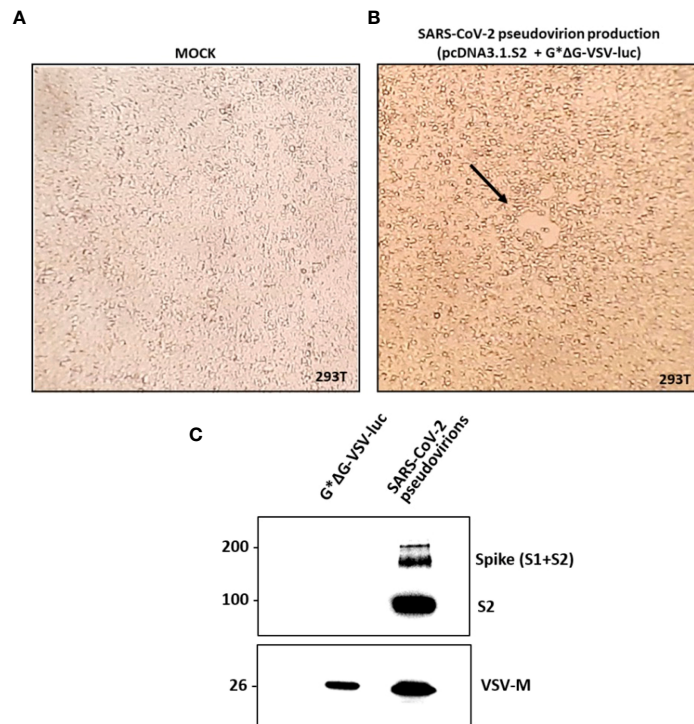 A
MOCK
293T
B
SARS-CoV-2 pseudovirion production
(pcDNA3.1.S2 + G*ΔG-VSV-luc)
293T
C
G*ΔG-VSV-luc
SARS-CoV-2
pseudovirions
200 -
Spike (S1+S2)
100 -
S2
26 -
VSV-M